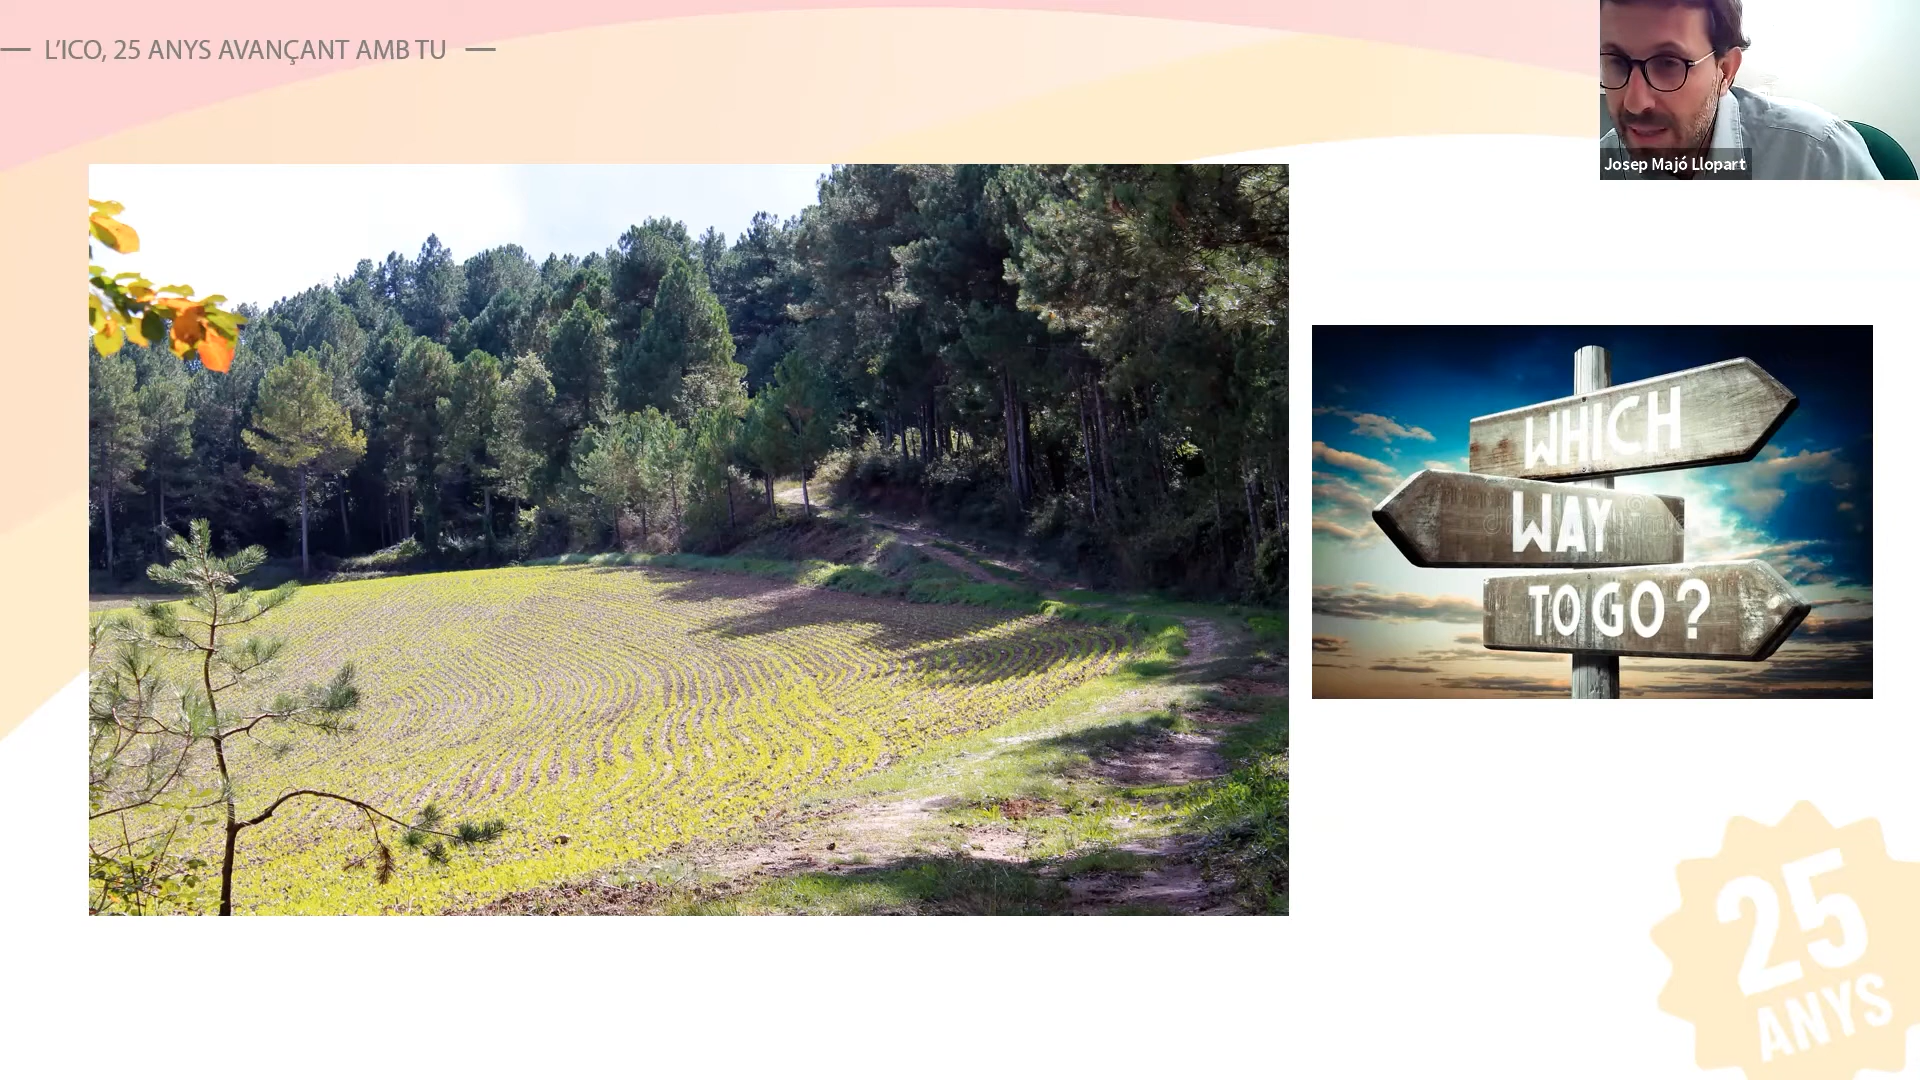 — L'ICO, 25 ANYS AVANÇANT AMB TU —
Josep Majó Llopart
WHICH
WAY
TO GO?
25
ANYS